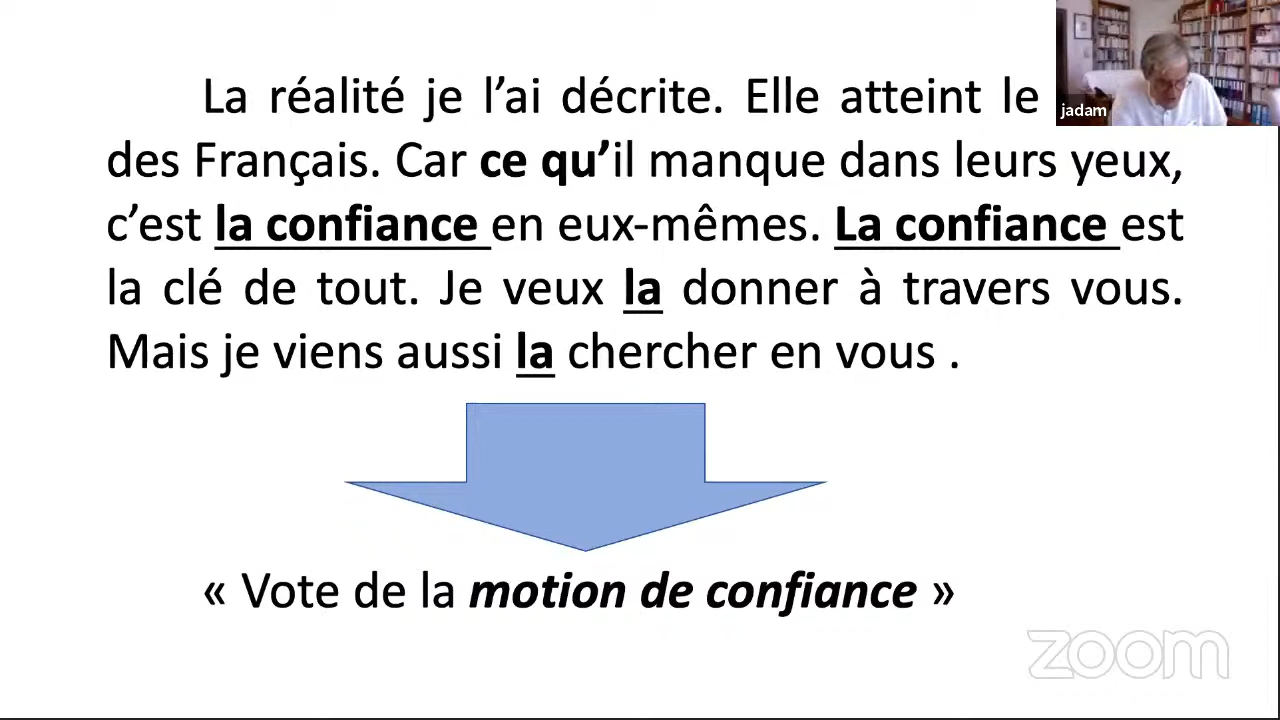 La réalité je l’ai décrite. Elle atteint le
des Français. Car ce qu’il manque dans leurs yeux,
c’est la confiance en eux-mêmes. La confiance est
la clé de tout. Je veux la donner à travers vous.
Mais je viens aussi la chercher en vous .
« Vote de la motion de confiance »
jadam
zoom